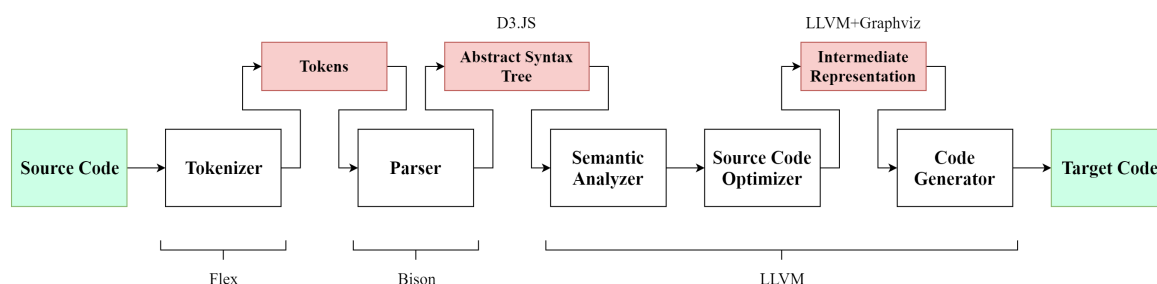 D3.JS
LLVM+Graphviz
Tokens
Abstract Syntax
Tree
Intermediate
Representation
Source Code
Tokenizer
Parser
Semantic
Analyzer
Source Code
Optimizer
Code
Generator
Target Code
Flex
Bison
LLVM